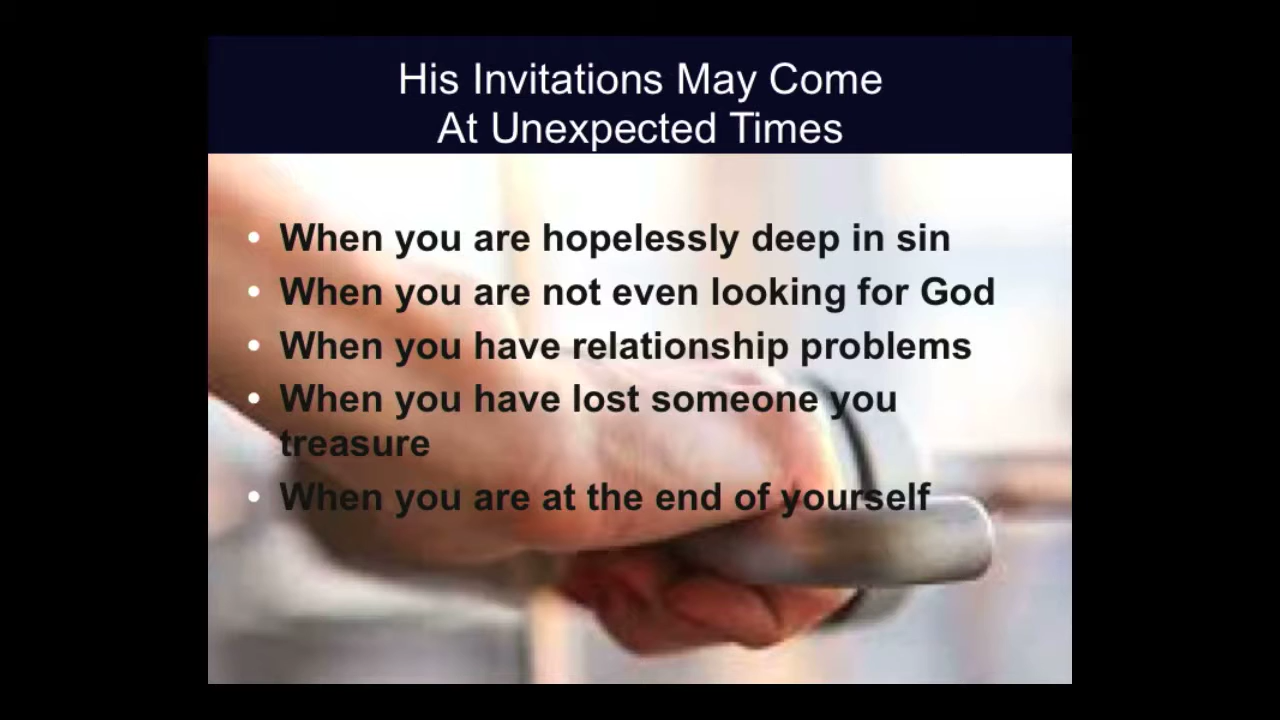 His Invitations May Come
At Unexpected Times
• When you are hopelessly deep in sin
• When you are not even looking for God
• When you have relationship problems
• When you have lost someone you
treasure
• When you are at the end of yourself